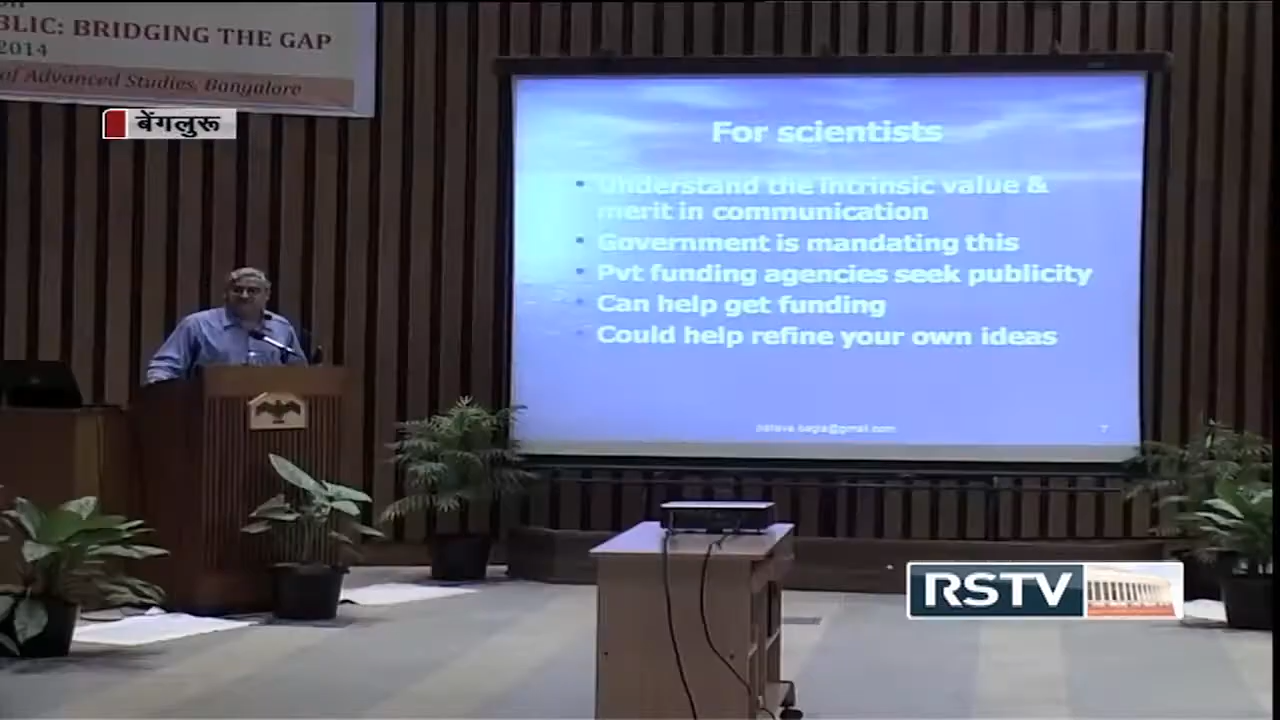 BLIC: BRIDGING THE GAP
2014
of Advanced Studies, Bangalore
बेंगलुरू
For scientists
• Understand the intrinsic value &
merit in communication
• Government is mandating this
• Pvt funding agencies seek publicity
• Can help get funding
• Could help refine your own ideas
7
RSTV